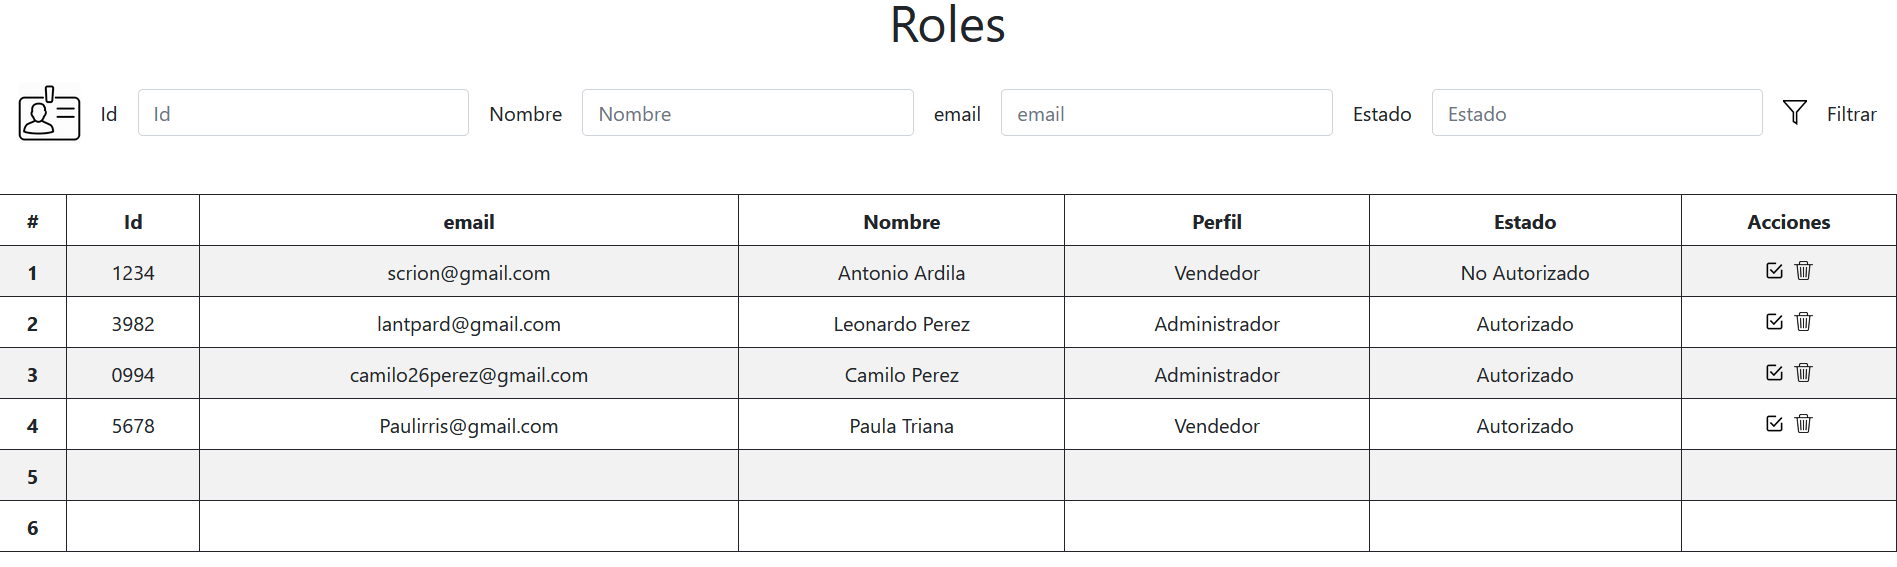 Roles
Id Id Nombre Nombre email email Estado Estado Filtrar
# Id email Nombre Perfil Estado Acciones
1 1234 scrion@gmail.com Antonio Ardila Vendedor No Autorizado
2 3982 lantpard@gmail.com Leonardo Perez Administrador Autorizado
3 0994 camilo26perez@gmail.com Camilo Perez Administrador Autorizado
4 5678 Paulirris@gmail.com Paula Triana Vendedor Autorizado
5
6